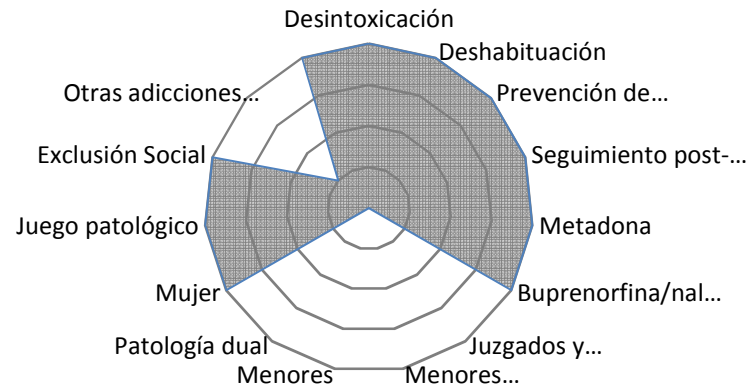 Desintoxicación
Deshabituación
Prevención de...
Seguimiento post-...
Metadona
Buprenorfina/nal...
Juzgados y...
Menores...
Menores
Patología dual
Mujer
Juego patológico
Exclusión Social
Otras adicciones...